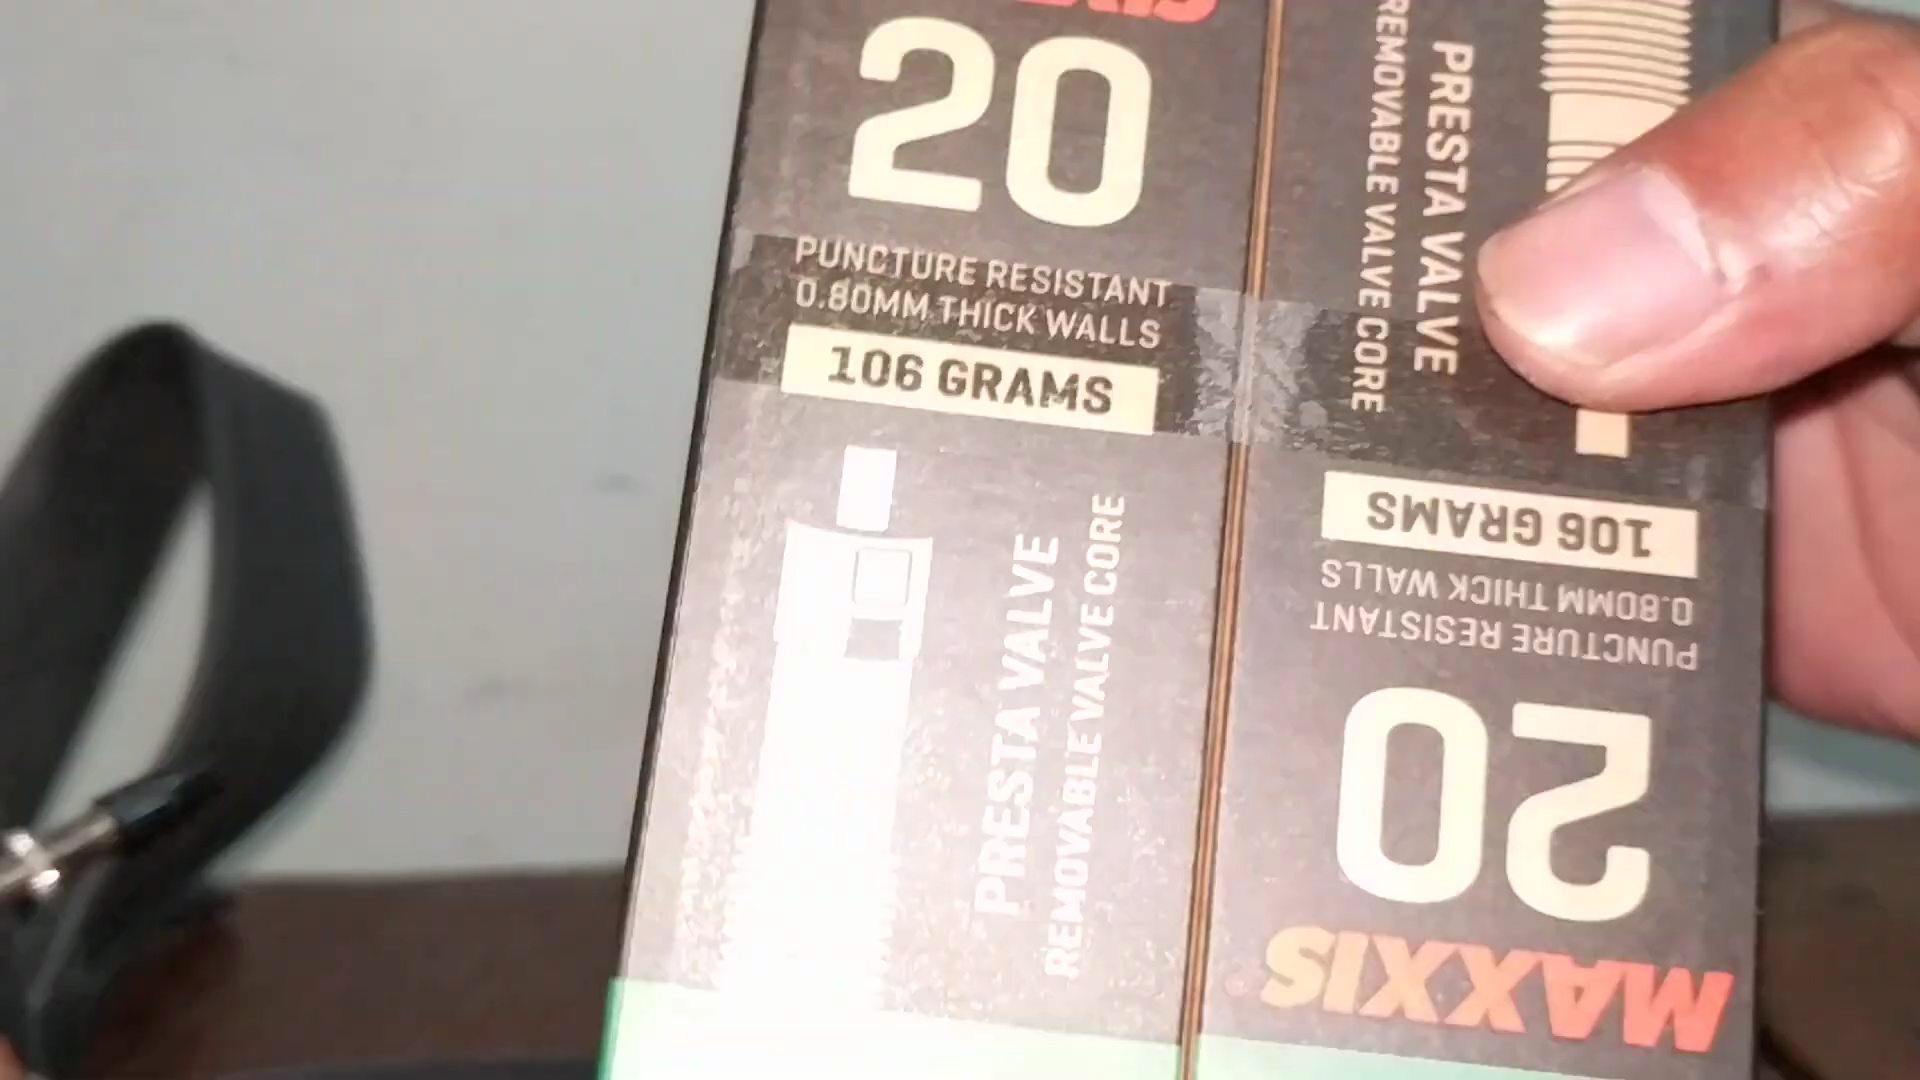 20
PUNCTURE RESISTANT
0.80MM THICK WALLS
106 GRAMS
PRESTA VALVE
REMOVABLE VALVE CORE
PRESTA VALVE
REMOVABLE VALVE CORE
MAXXIS
20
PUNCTURE RESISTANT
0.80MM THICK WALLS
106 GRAMS